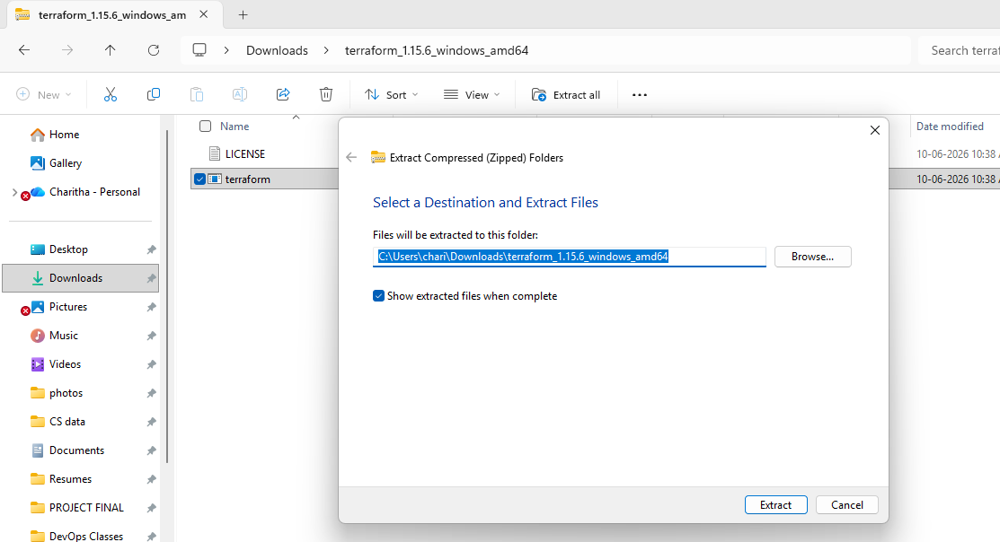 terraform_1.15.6_windows_am
Downloads
terraform_1.15.6_windows_amd64
Search terraf
New
Sort
View
Extract all
Name
Date modified
LICENSE
10-06-2026 10:38
terraform
10-06-2026 10:38
Home
Gallery
Charitha - Personal
Desktop
Downloads
Pictures
Music
Videos
photos
CS data
Documents
Resumes
PROJECT FINAL
DevOps Classes
Extract Compressed (Zipped) Folders
Select a Destination and Extract Files
Files will be extracted to this folder:
C:\Users\chari\Downloads\terraform_1.15.6_windows_amd64
Browse...
Show extracted files when complete
Extract
Cancel